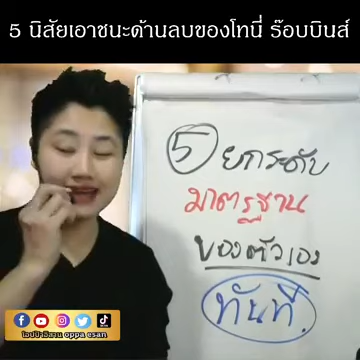 5 นิสัยเอาชนะด้านลบของโทนี่ ร๊อบบินส์
5 ยกระดับ
มาตรฐาน
ของตัวเอง
ทันที.
โอปป้าอีสาน oppa esan